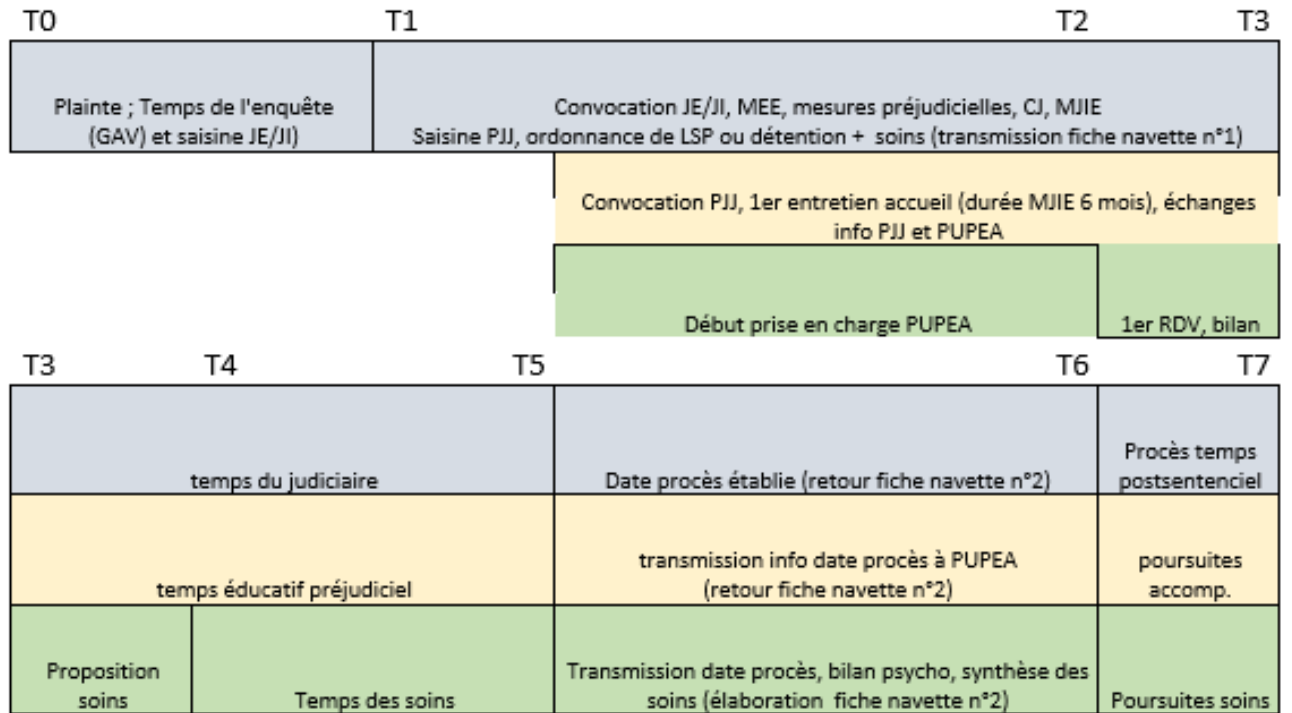 T0 T1 T2 T3
Plainte ; Temps de l'enquête
(GAV) et saisine JE/JI)
Convocation JE/JI, MEE, mesures préjudicielles, CJ, MJIE
Saisine PJJ, ordonnance de LSP ou détention + soins (transmission fiche navette n°1)
Convocation PJJ, 1er entretien accueil (durée MJIE 6 mois), échanges
info PJJ et PUPEA
Début prise en charge PUPEA
1er RDV, bilan
T3 T4 T5 T6 T7
temps du judiciaire
Date procès établie (retour fiche navette n°2)
Procès temps
postsentenciel
temps éducatif préjudiciel
transmission info date procès à PUPEA
(retour fiche navette n°2)
poursuites
accomp.
Proposition
soins
Temps des soins
Transmission date procès, bilan psycho, synthèse des
soins (élaboration fiche navette n°2)
Poursuites soins